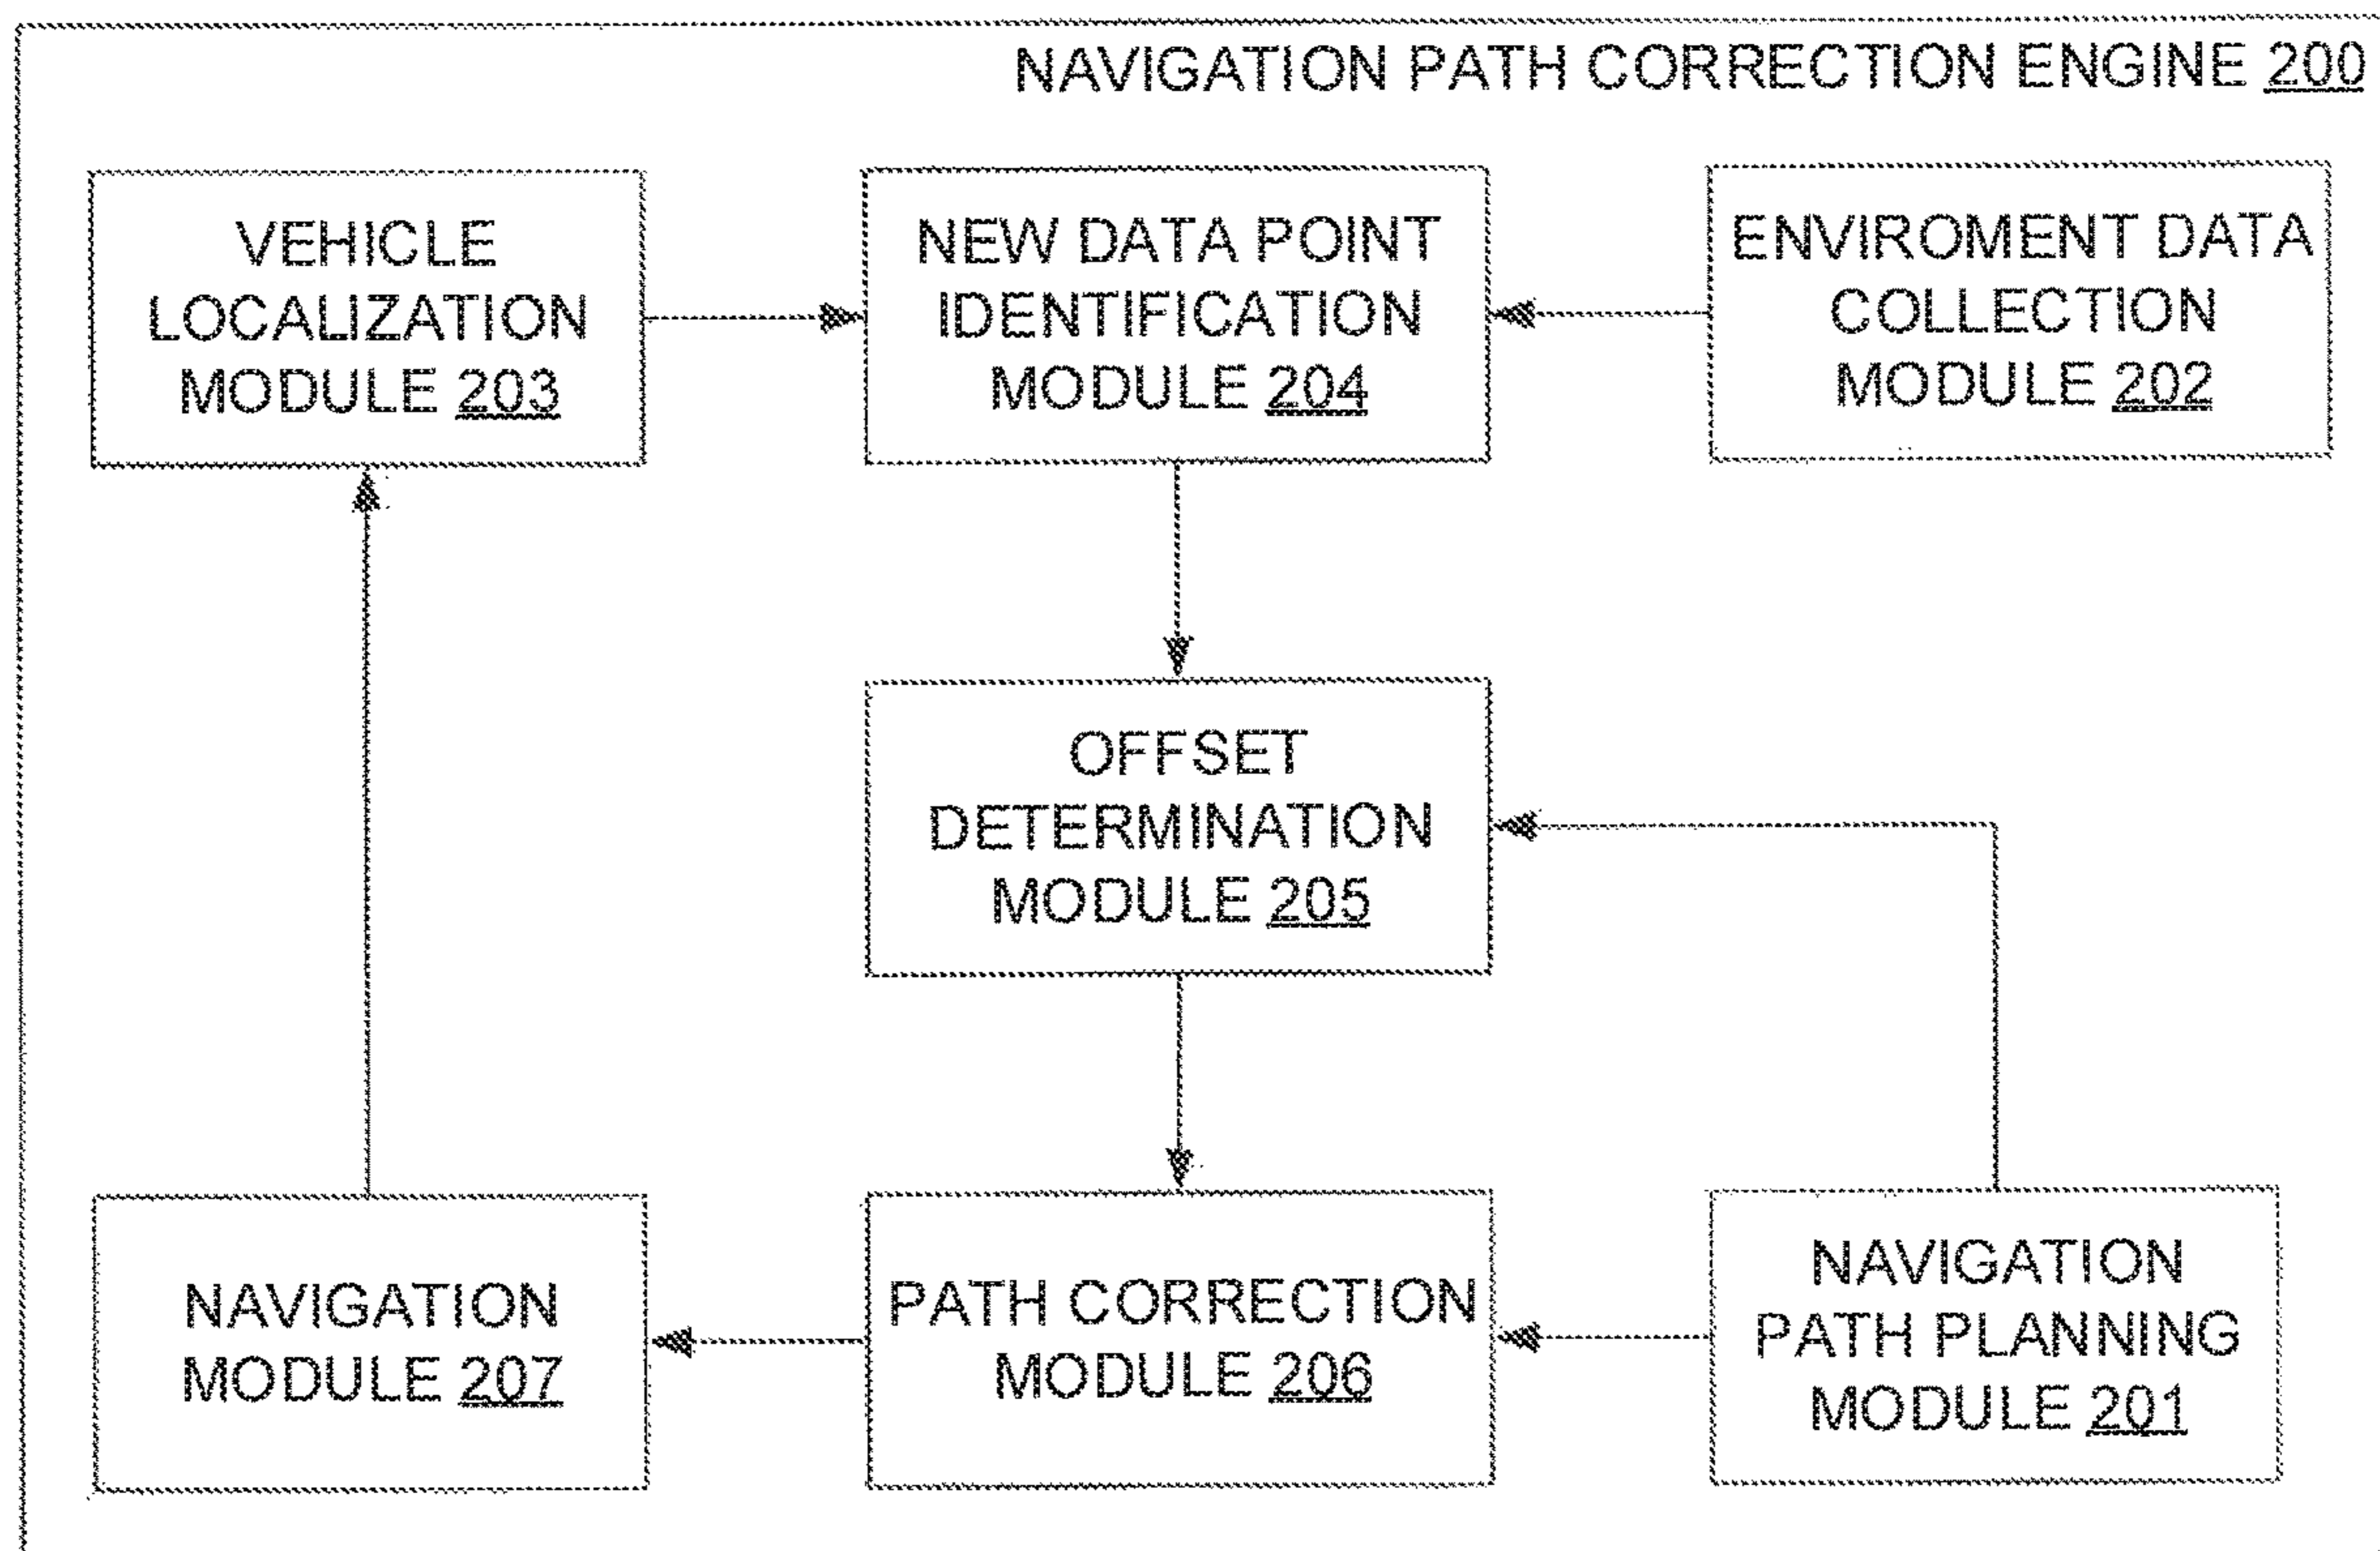 NAVIGATION PATH CORRECTION ENGINE 200
VEHICLE
LOCALIZATION
MODULE 203
NEW DATA POINT
IDENTIFICATION
MODULE 204
ENVIROMENT DATA
COLLECTION
MODULE 202
OFFSET
DETERMINATION
MODULE 205
NAVIGATION
MODULE 207
PATH CORRECTION
MODULE 206
NAVIGATION
PATH PLANNING
MODULE 201